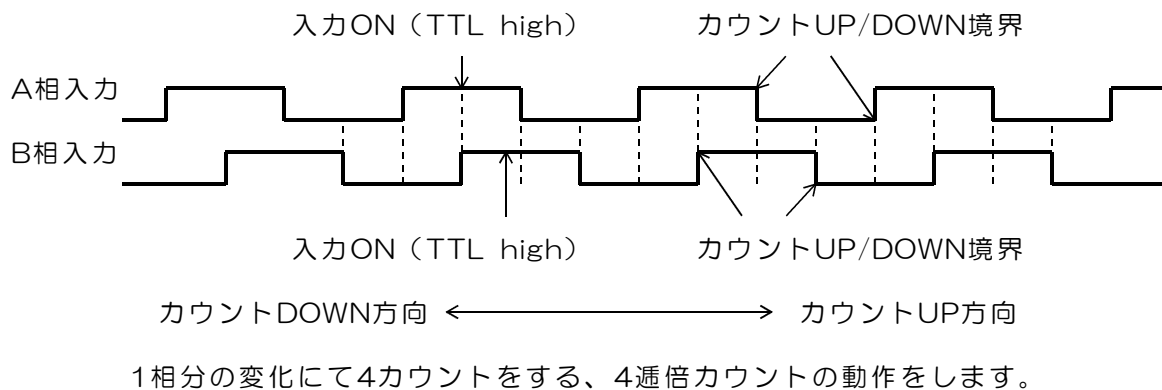 入力ON（TTL high） カウントUP/DOWN境界
A相入力
B相入力
入力ON（TTL high） カウントUP/DOWN境界
カウントDOWN方向 カウントUP方向
1相分の変化にて4カウントをする、4逓倍カウントの動作をします。